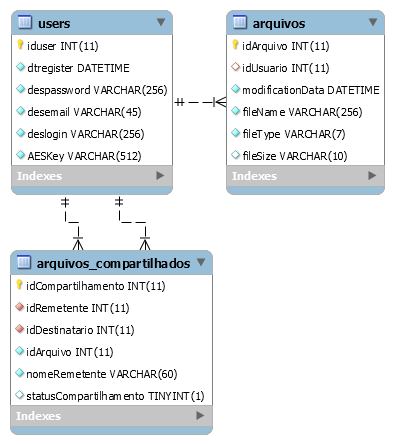 users
iduser INT(11)
dtregister DATETIME
despassword VARCHAR(256)
desemail VARCHAR(45)
deslogin VARCHAR(256)
AESKey VARCHAR(512)
Indexes
arquivos
idArquivo INT(11)
idUsuario INT(11)
modificationData DATETIME
fileName VARCHAR(256)
fileType VARCHAR(7)
fileSize VARCHAR(10)
Indexes
arquivos_compartilhados
idCompartilhamento INT(11)
idRemetente INT(11)
idDestinatario INT(11)
idArquivo INT(11)
nomeRemetente VARCHAR(60)
statusCompartilhamento TINYINT(1)
Indexes